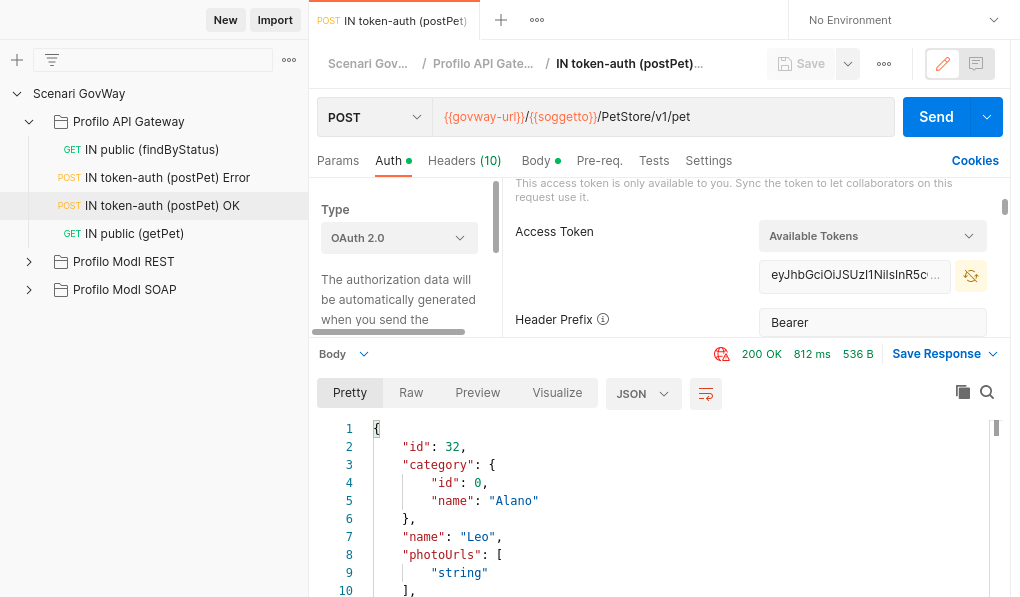 New Import
POST IN token-auth (postPet)
No Environment
Scenari GovWay
Profilo API Gateway
GET IN public (findByStatus)
POST IN token-auth (postPet) Error
POST IN token-auth (postPet) OK
GET IN public (getPet)
Profilo ModI REST
Profilo ModI SOAP
Scenari Gov... / Profilo API Gate... / IN token-auth (postPet)...
Save
POST {{govway-url}}/{{soggetto}}/PetStore/v1/pet
Send
Params Auth Headers (10) Body Pre-req. Tests Settings Cookies
Type
OAuth 2.0
The authorization data will
be automatically generated
when you send the
This access token is only available to you. Sync the token to let collaborators on this
request use it.
Access Token
Available Tokens
eyJhbGciOiJSUzI1NiIsInR5c...
Header Prefix
Bearer
Body
200 OK 812 ms 536 B Save Response
Pretty Raw Preview Visualize JSON
1 {
2 "id": 32,
3 "category": {
4 "id": 0,
5 "name": "Alano"
6 },
7 "name": "Leo",
8 "photoUrls": [
9 "string"
10 ],